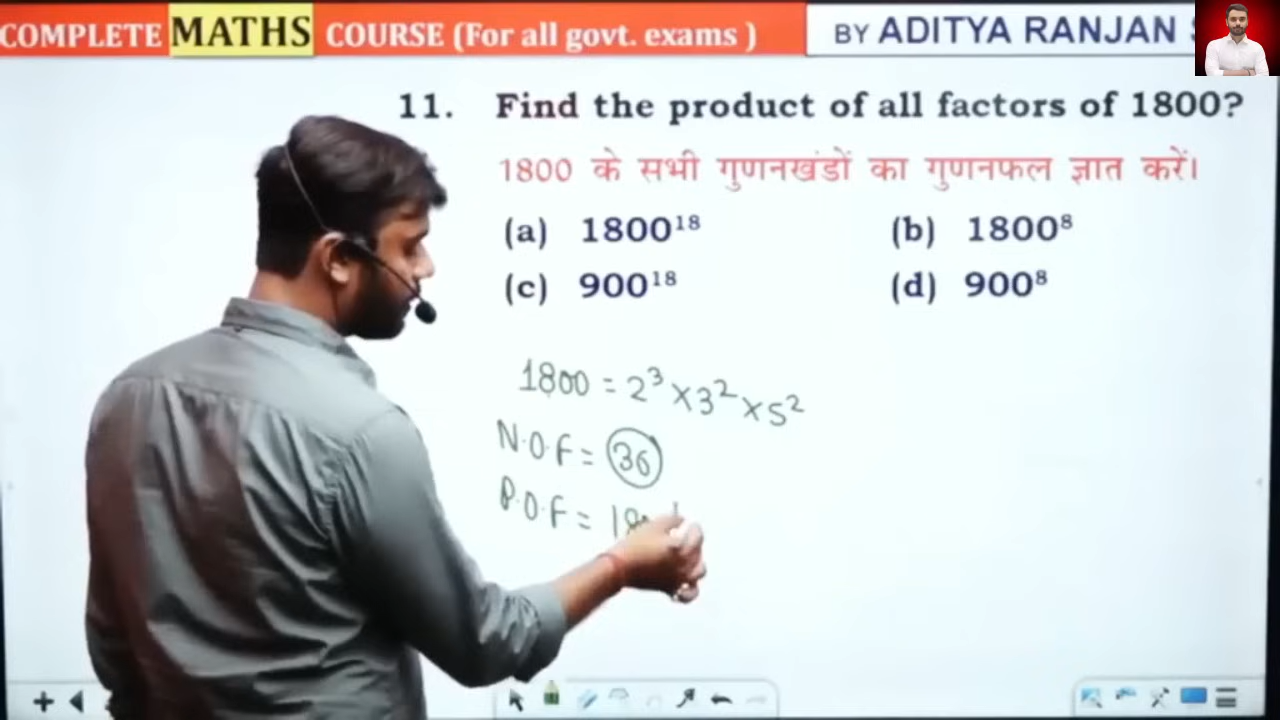 COMPLETE MATHS COURSE (For all govt. exams )
BY ADITYA RANJAN
11. Find the product of all factors of 1800?
1800 के सभी गुणनखंडों का गुणनफल ज्ञात करें।
(a) 1800¹⁸ (b) 1800⁸
(c) 900¹⁸ (d) 900⁸
1800 = 2³ × 3² × 5²
N.O.F = 36
P.O.F = 18